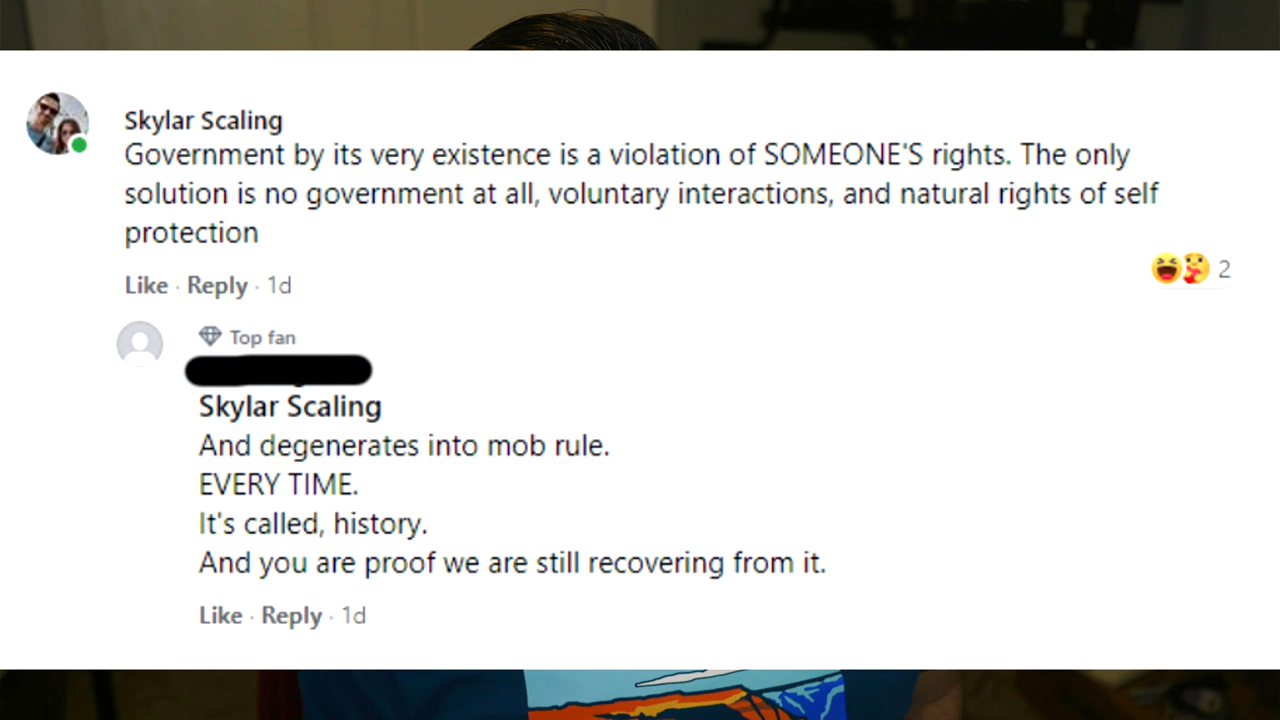 Skylar Scaling
Government by its very existence is a violation of SOMEONE'S rights. The only
solution is no government at all, voluntary interactions, and natural rights of self
protection
Like · Reply · 1d
2
Top fan
Skylar Scaling
And degenerates into mob rule.
EVERY TIME.
It's called, history.
And you are proof we are still recovering from it.
Like · Reply · 1d